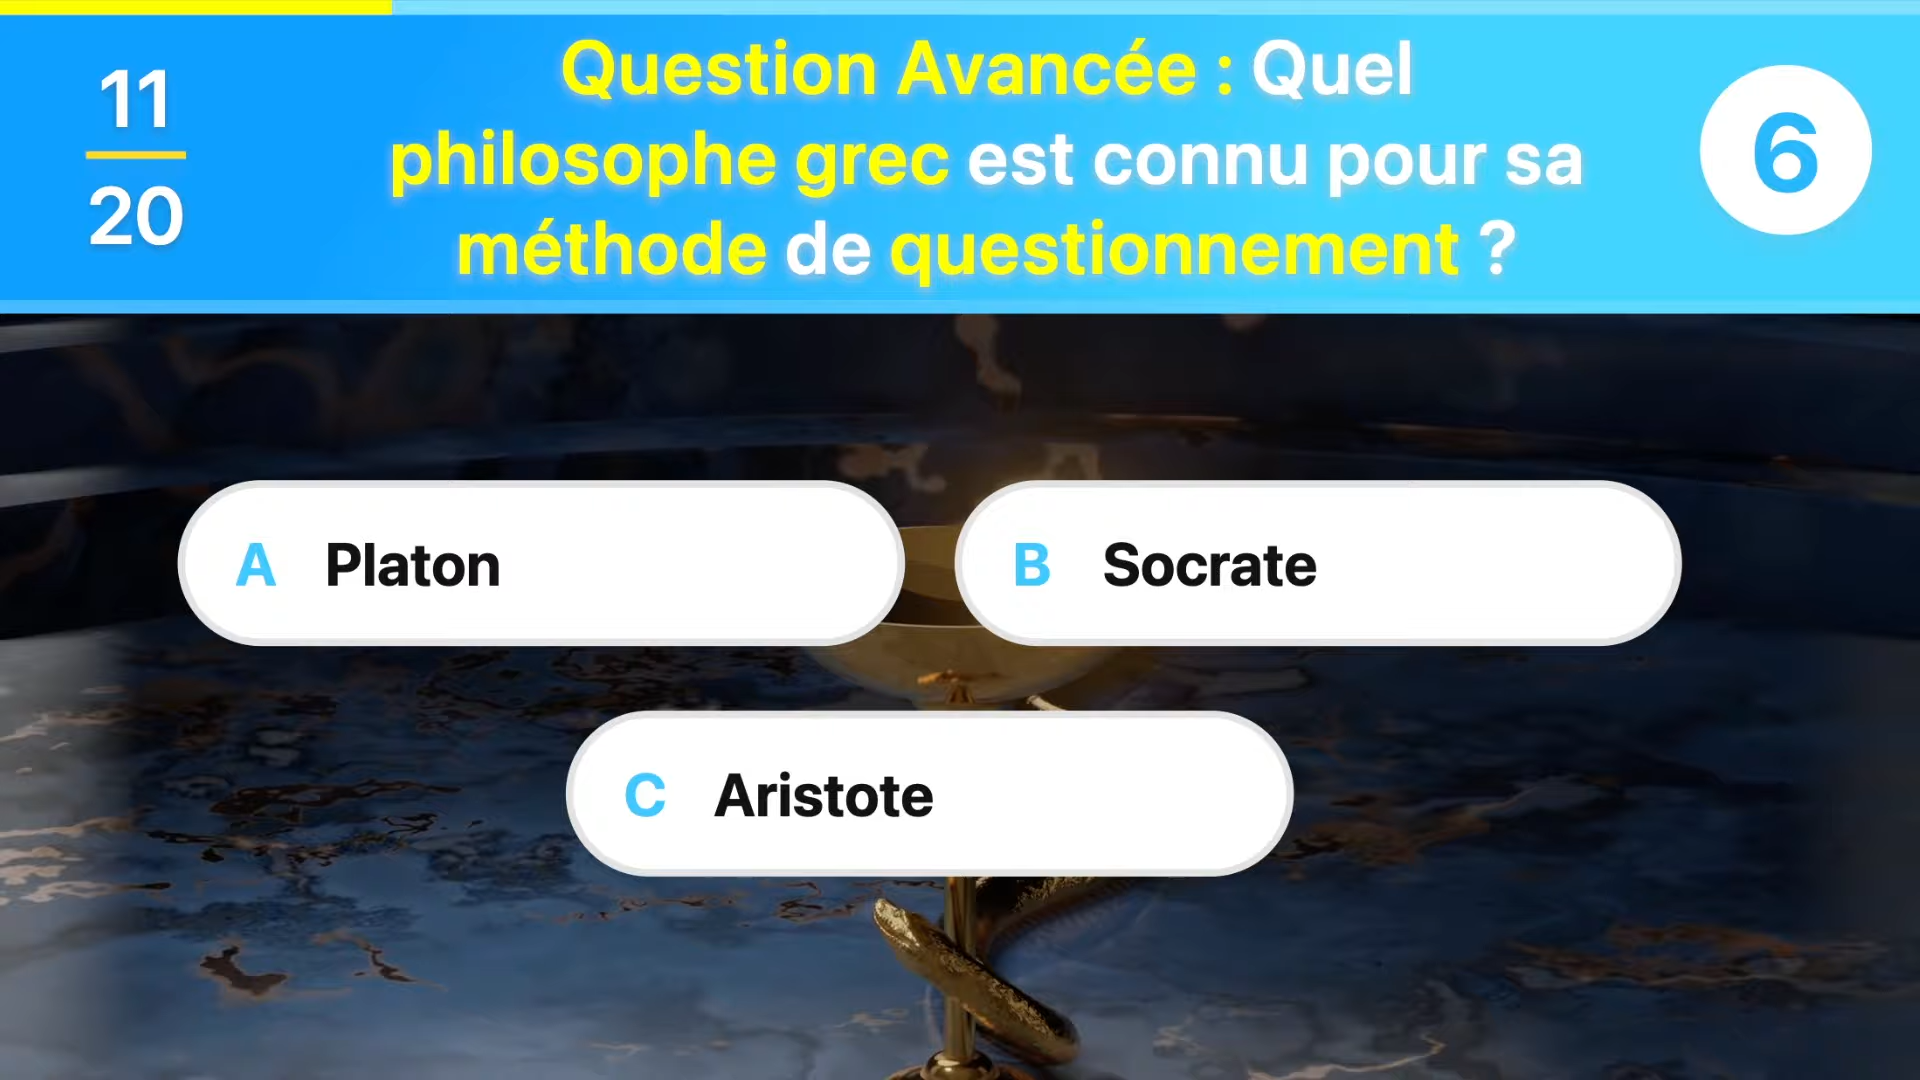 11
20
Question Avancée : Quel
philosophe grec est connu pour sa
méthode de questionnement ?
6
A Platon
B Socrate
C Aristote